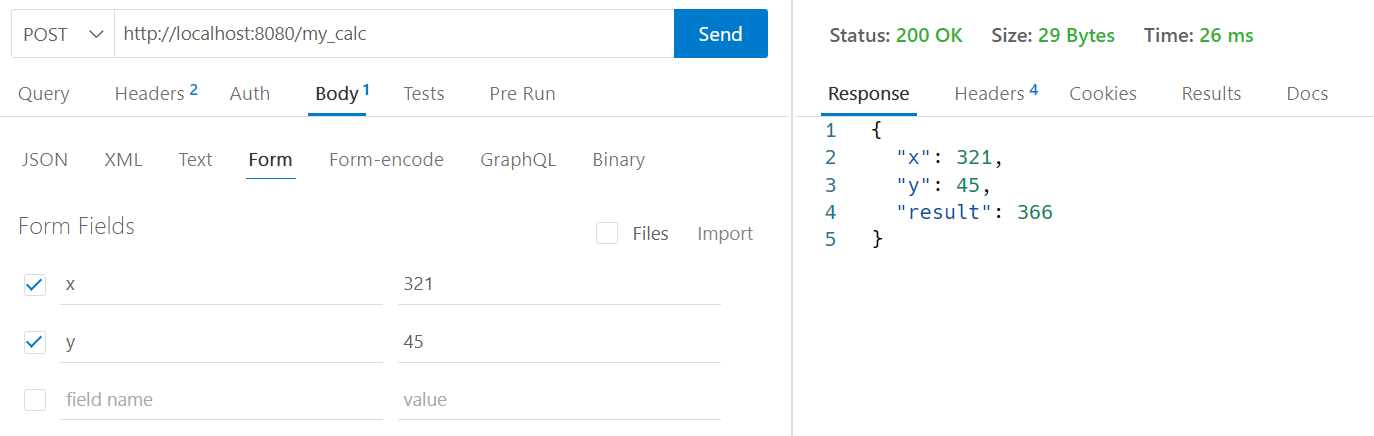 POST http://localhost:8080/my_calc Send
Query Headers 2 Auth Body 1 Tests Pre Run
JSON XML Text Form Form-encode GraphQL Binary
Form Fields Files Import
x 321
y 45
field name value
Status: 200 OK Size: 29 Bytes Time: 26 ms
Response Headers 4 Cookies Results Docs
1 {
2 "x": 321,
3 "y": 45,
4 "result": 366
5 }